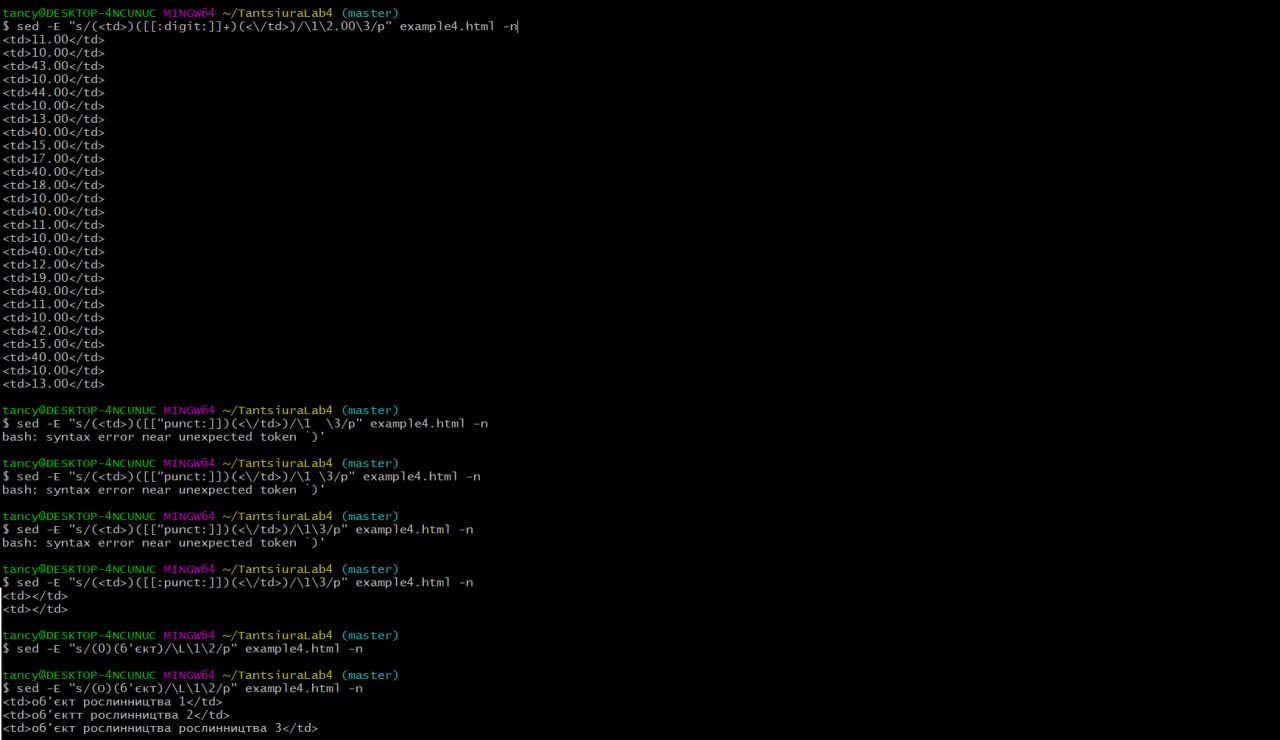 tancy@DESKTOP-4NCUNUC MINGW64 ~/TantsiuraLab4 (master)
$ sed -E "s/(<td>)([[:digit:]]+)(<\/td>)/\1\2.00\3/p" example4.html -n
<td>11.00</td>
<td>10.00</td>
<td>43.00</td>
<td>10.00</td>
<td>44.00</td>
<td>10.00</td>
<td>13.00</td>
<td>40.00</td>
<td>15.00</td>
<td>17.00</td>
<td>40.00</td>
<td>18.00</td>
<td>10.00</td>
<td>40.00</td>
<td>11.00</td>
<td>10.00</td>
<td>40.00</td>
<td>12.00</td>
<td>19.00</td>
<td>40.00</td>
<td>11.00</td>
<td>10.00</td>
<td>42.00</td>
<td>15.00</td>
<td>40.00</td>
<td>10.00</td>
<td>13.00</td>
tancy@DESKTOP-4NCUNUC MINGW64 ~/TantsiuraLab4 (master)
$ sed -E "s/(<td>)([["punct:]])(<\/td>)/\1  \3/p" example4.html -n
bash: syntax error near unexpected token `)'
tancy@DESKTOP-4NCUNUC MINGW64 ~/TantsiuraLab4 (master)
$ sed -E "s/(<td>)([["punct:]])(<\/td>)/\1 \3/p" example4.html -n
bash: syntax error near unexpected token `)'
tancy@DESKTOP-4NCUNUC MINGW64 ~/TantsiuraLab4 (master)
$ sed -E "s/(<td>)([["punct:]])(<\/td>)/\1\3/p" example4.html -n
bash: syntax error near unexpected token `)'
tancy@DESKTOP-4NCUNUC MINGW64 ~/TantsiuraLab4 (master)
$ sed -E "s/(<td>)([[:punct:]])(<\/td>)/\1\3/p" example4.html -n
<td></td>
<td></td>
tancy@DESKTOP-4NCUNUC MINGW64 ~/TantsiuraLab4 (master)
$ sed -E "s/(0)(б'єкт)/\L\1\2/p" example4.html -n
tancy@DESKTOP-4NCUNUC MINGW64 ~/TantsiuraLab4 (master)
$ sed -E "s/(О)(б'єкт)/\L\1\2/p" example4.html -n
<td>об'єкт рослинництва 1</td>
<td>об'єктт рослинництва 2</td>
<td>об'єкт рослинництва рослинництва 3</td>